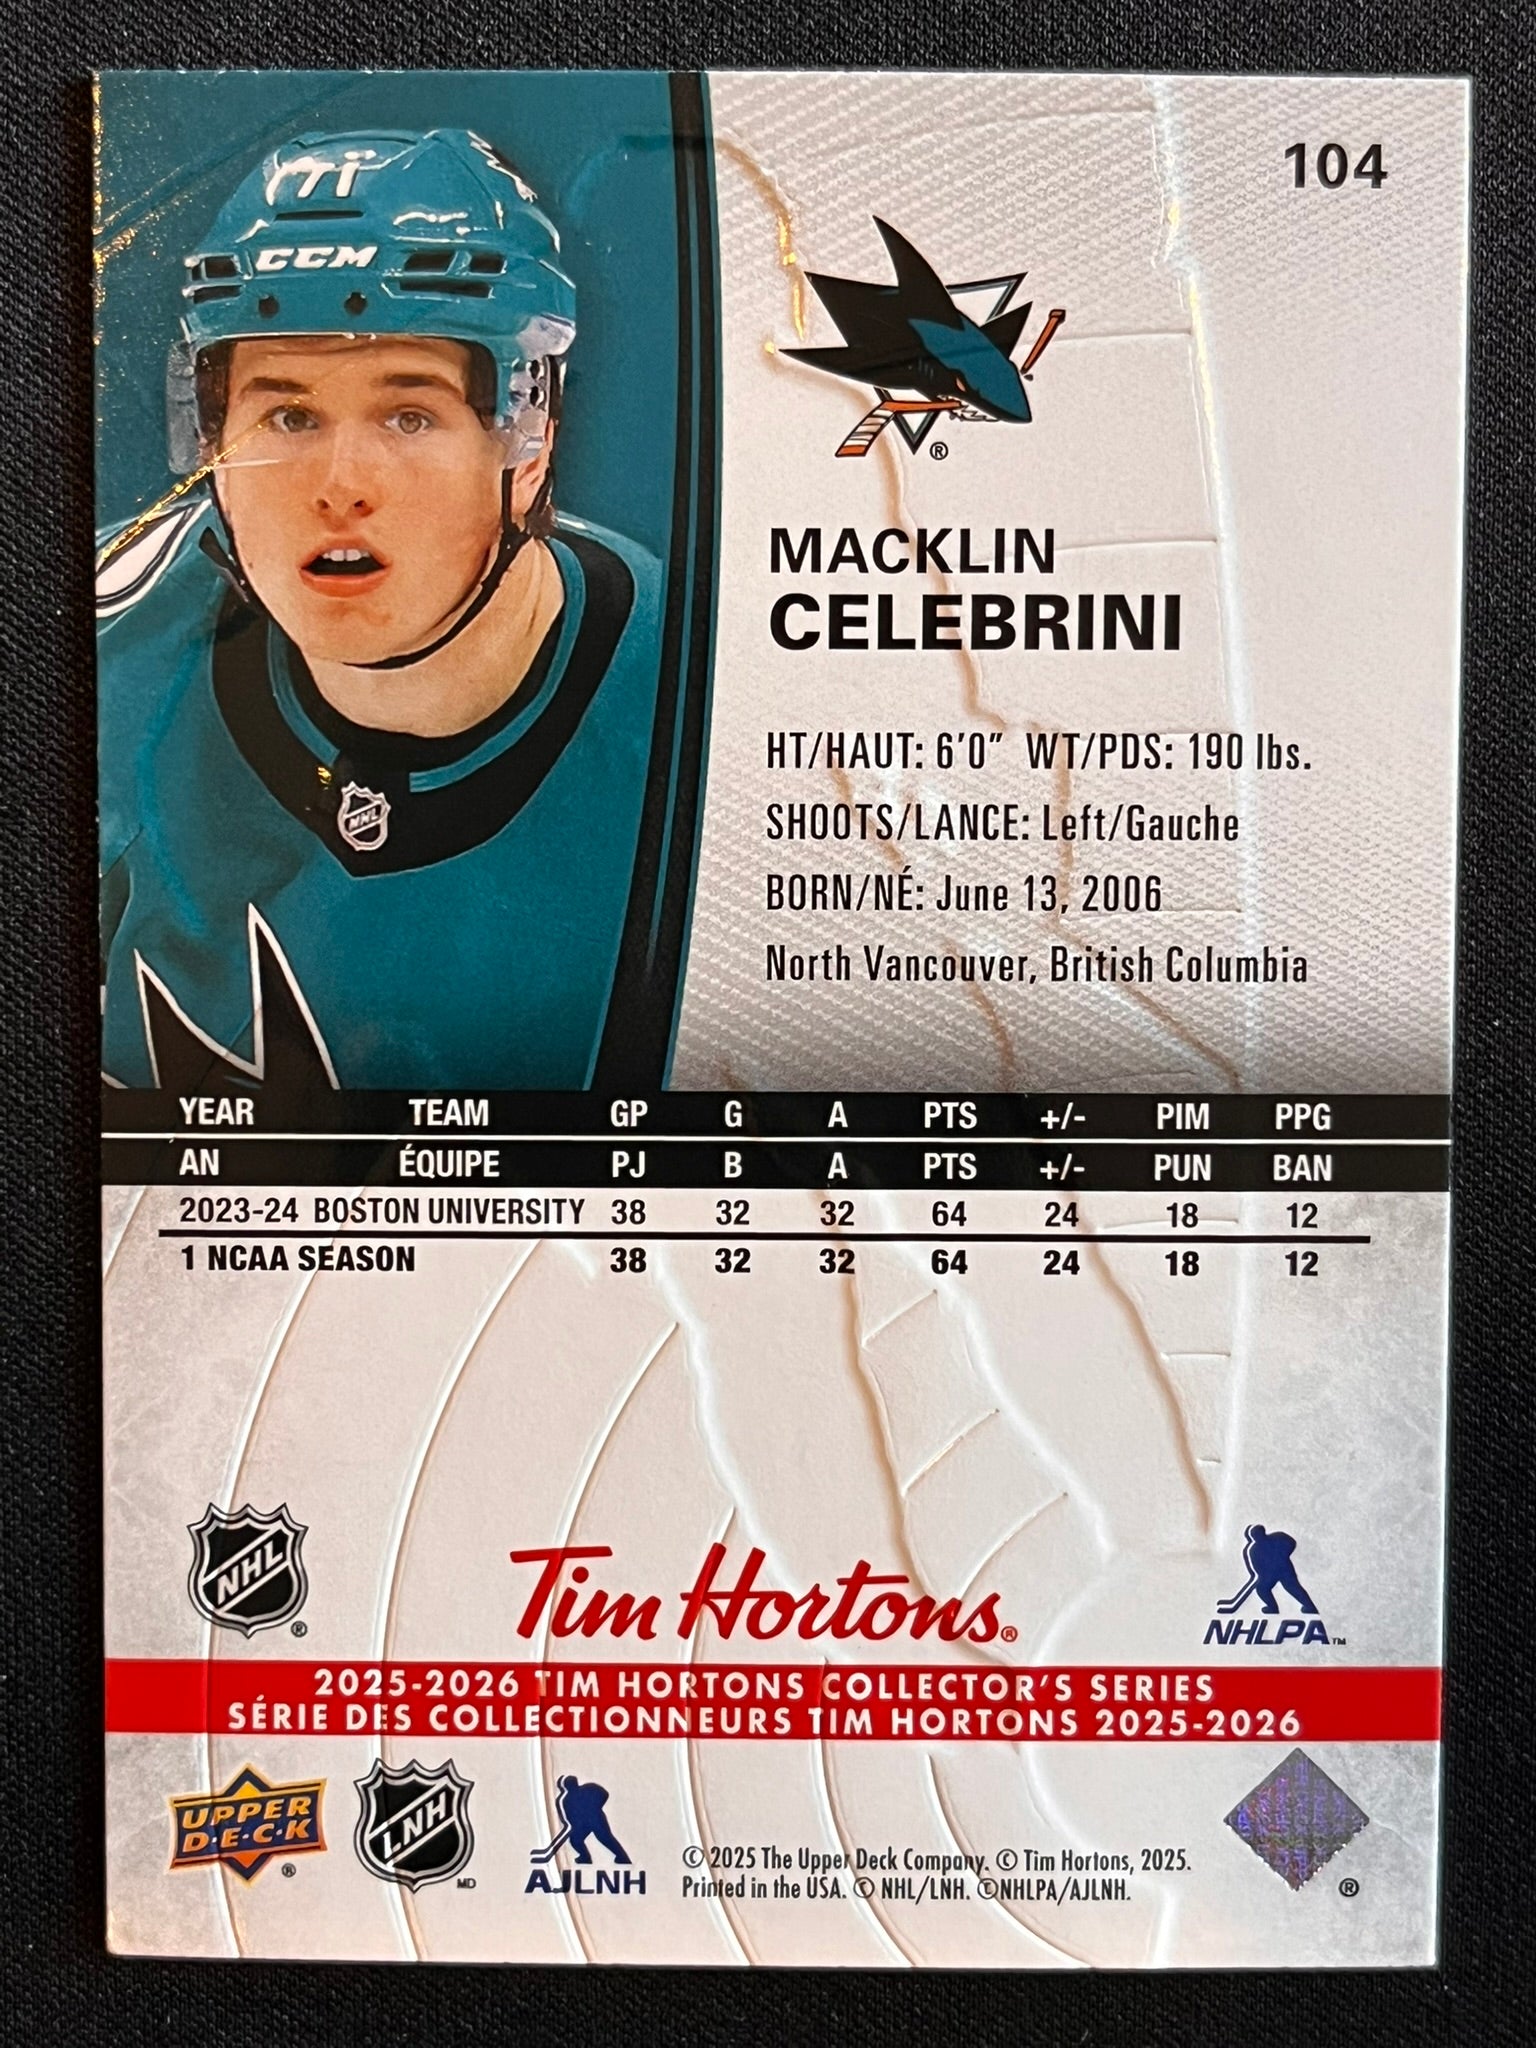 104
iTi
CCM
NHL
®
MACKLIN
CELEBRINI
HT/HAUT: 6'0" WT/PDS: 190 lbs.
SHOOTS/LANCE: Left/Gauche
BORN/NÉ: June 13, 2006
North Vancouver, British Columbia
YEAR TEAM GP G A PTS +/- PIM PPG
AN ÉQUIPE PJ B A PTS +/- PUN BAN
2023-24 BOSTON UNIVERSITY 38 32 32 64 24 18 12
1 NCAA SEASON 38 32 32 64 24 18 12
NHL ®
Tim Hortons®
NHLPA™
2025-2026 TIM HORTONS COLLECTOR'S SERIES
SÉRIE DES COLLECTIONNEURS TIM HORTONS 2025-2026
UPPER
D·E·C·K ®
LNH MD
AJLNH
© 2025 The Upper Deck Company. © Tim Hortons, 2025.
Printed in the USA. © NHL/LNH. ©NHLPA/AJLNH.
®